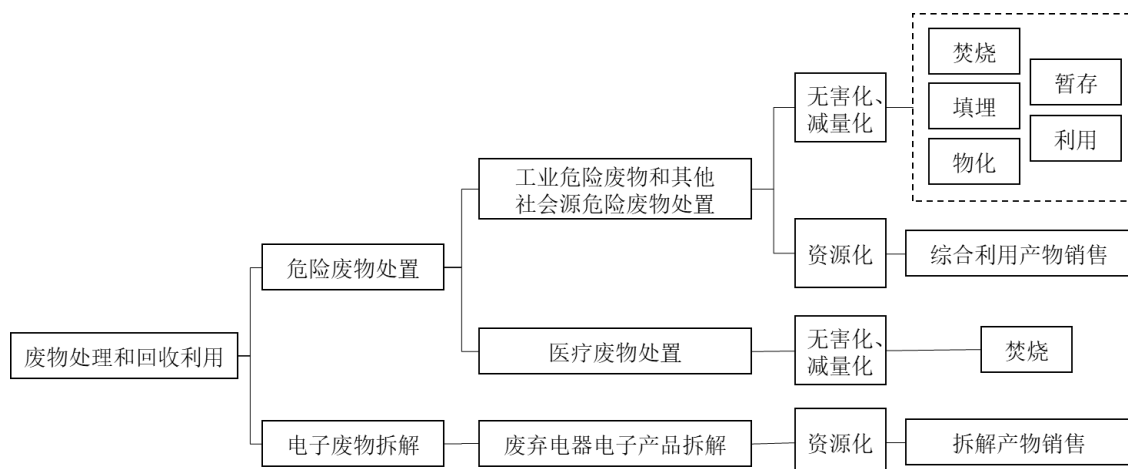 焚烧
暂存
无害化、
减量化
填埋
利用
物化
工业危险废物和其他
社会源危险废物处置
资源化
综合利用产物销售
危险废物处置
废物处理和回收利用
医疗废物处置
无害化、
减量化
焚烧
电子废物拆解
废弃电器电子产品拆解
资源化
拆解产物销售